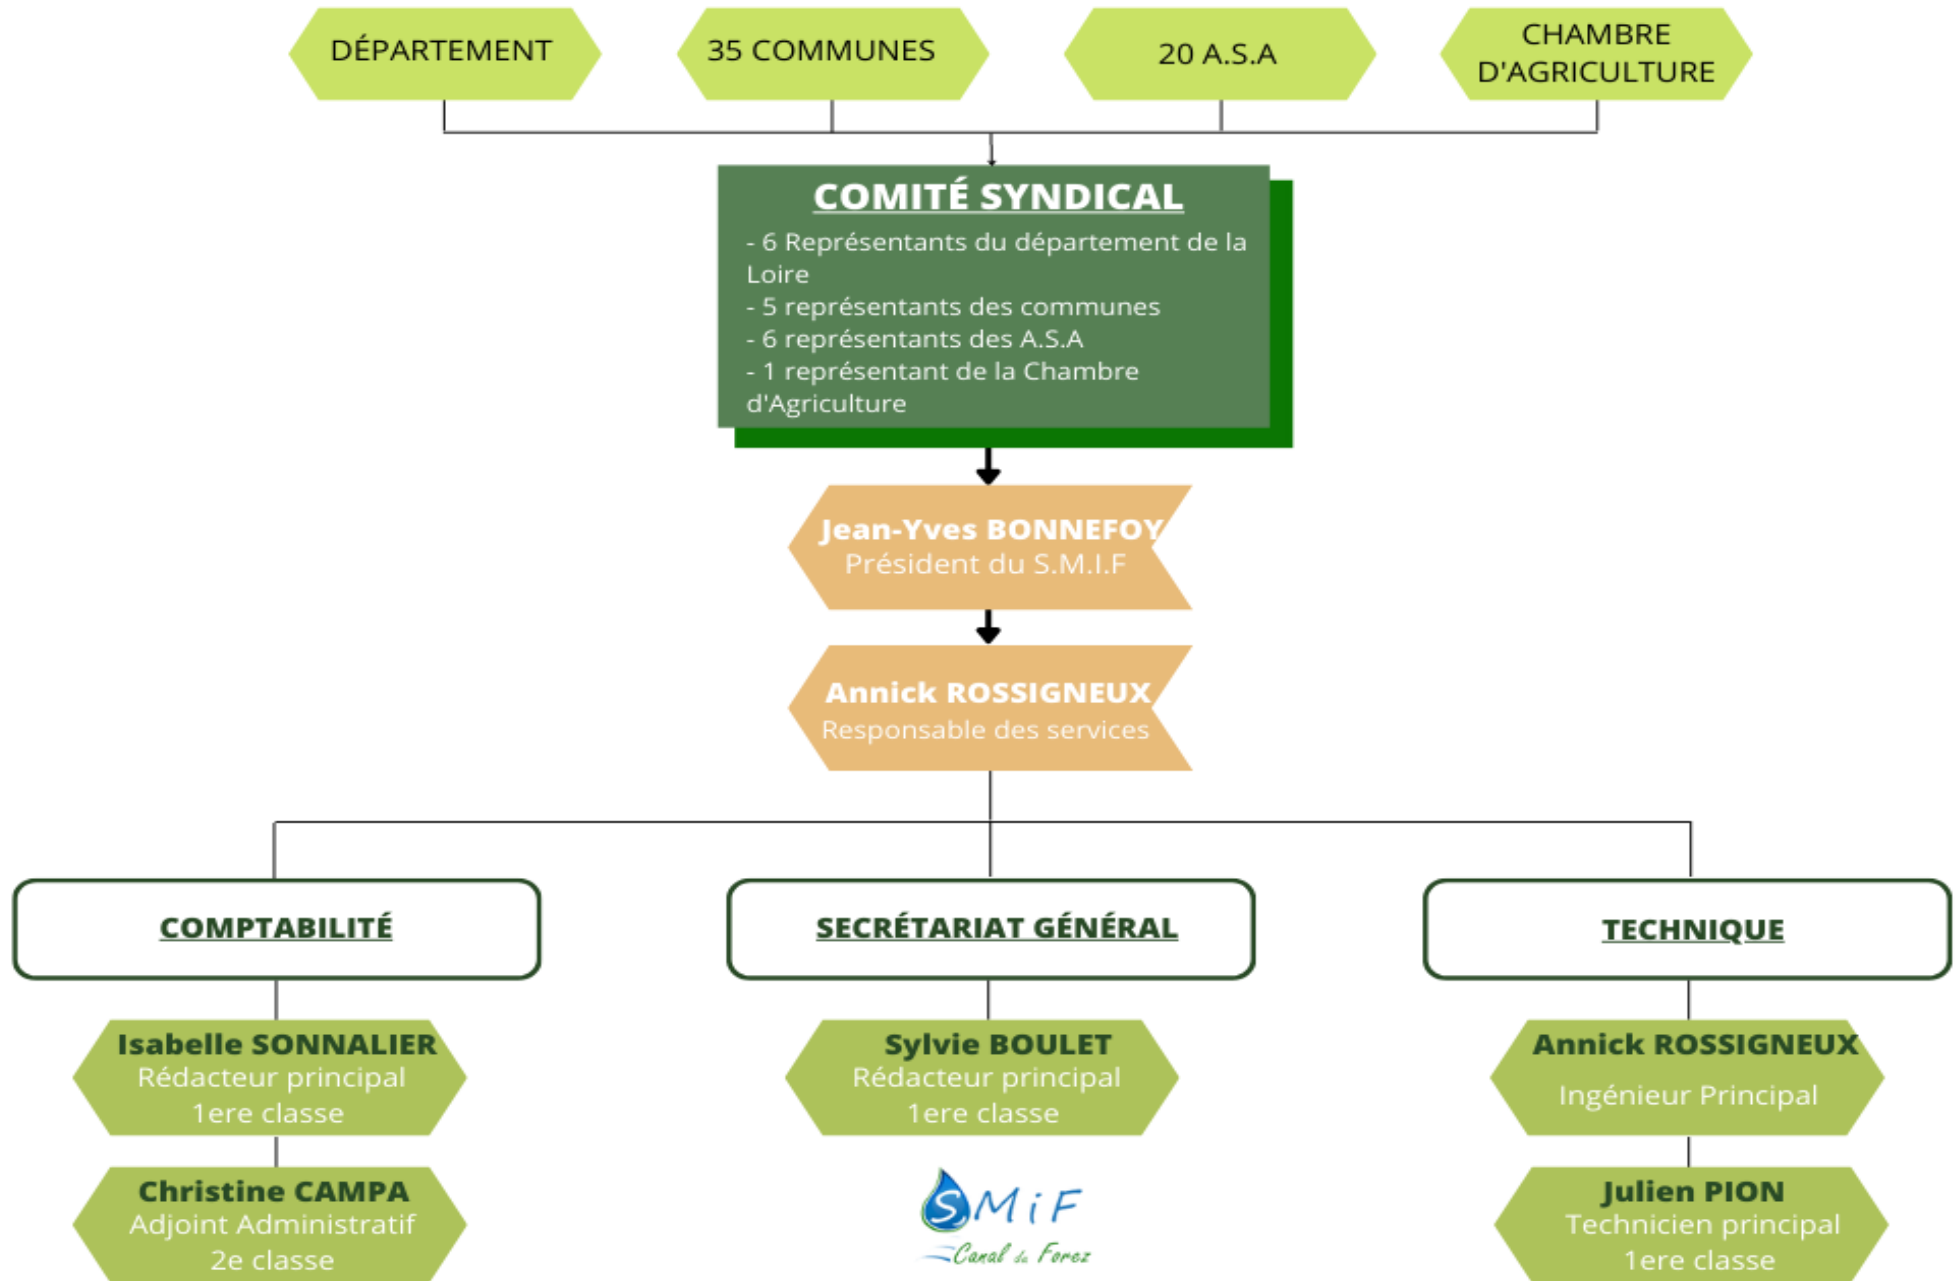 DÉPARTEMENT
35 COMMUNES
20 A.S.A
CHAMBRE
D'AGRICULTURE
COMITÉ SYNDICAL
- 6 Représentants du département de la
Loire
- 5 représentants des communes
- 6 représentants des A.S.A
- 1 représentant de la Chambre
d'Agriculture
Jean-Yves BONNEFOY
Président du S.M.I.F
Annick ROSSIGNEUX
Responsable des services
COMPTABILITÉ
Isabelle SONNALIER
Rédacteur principal
1ere classe
Christine CAMPA
Adjoint Administratif
2e classe
SECRÉTARIAT GÉNÉRAL
Sylvie BOULET
Rédacteur principal
1ere classe
TECHNIQUE
Annick ROSSIGNEUX
Ingénieur Principal
Julien PION
Technicien principal
1ere classe
SMiF
Canal du Forez